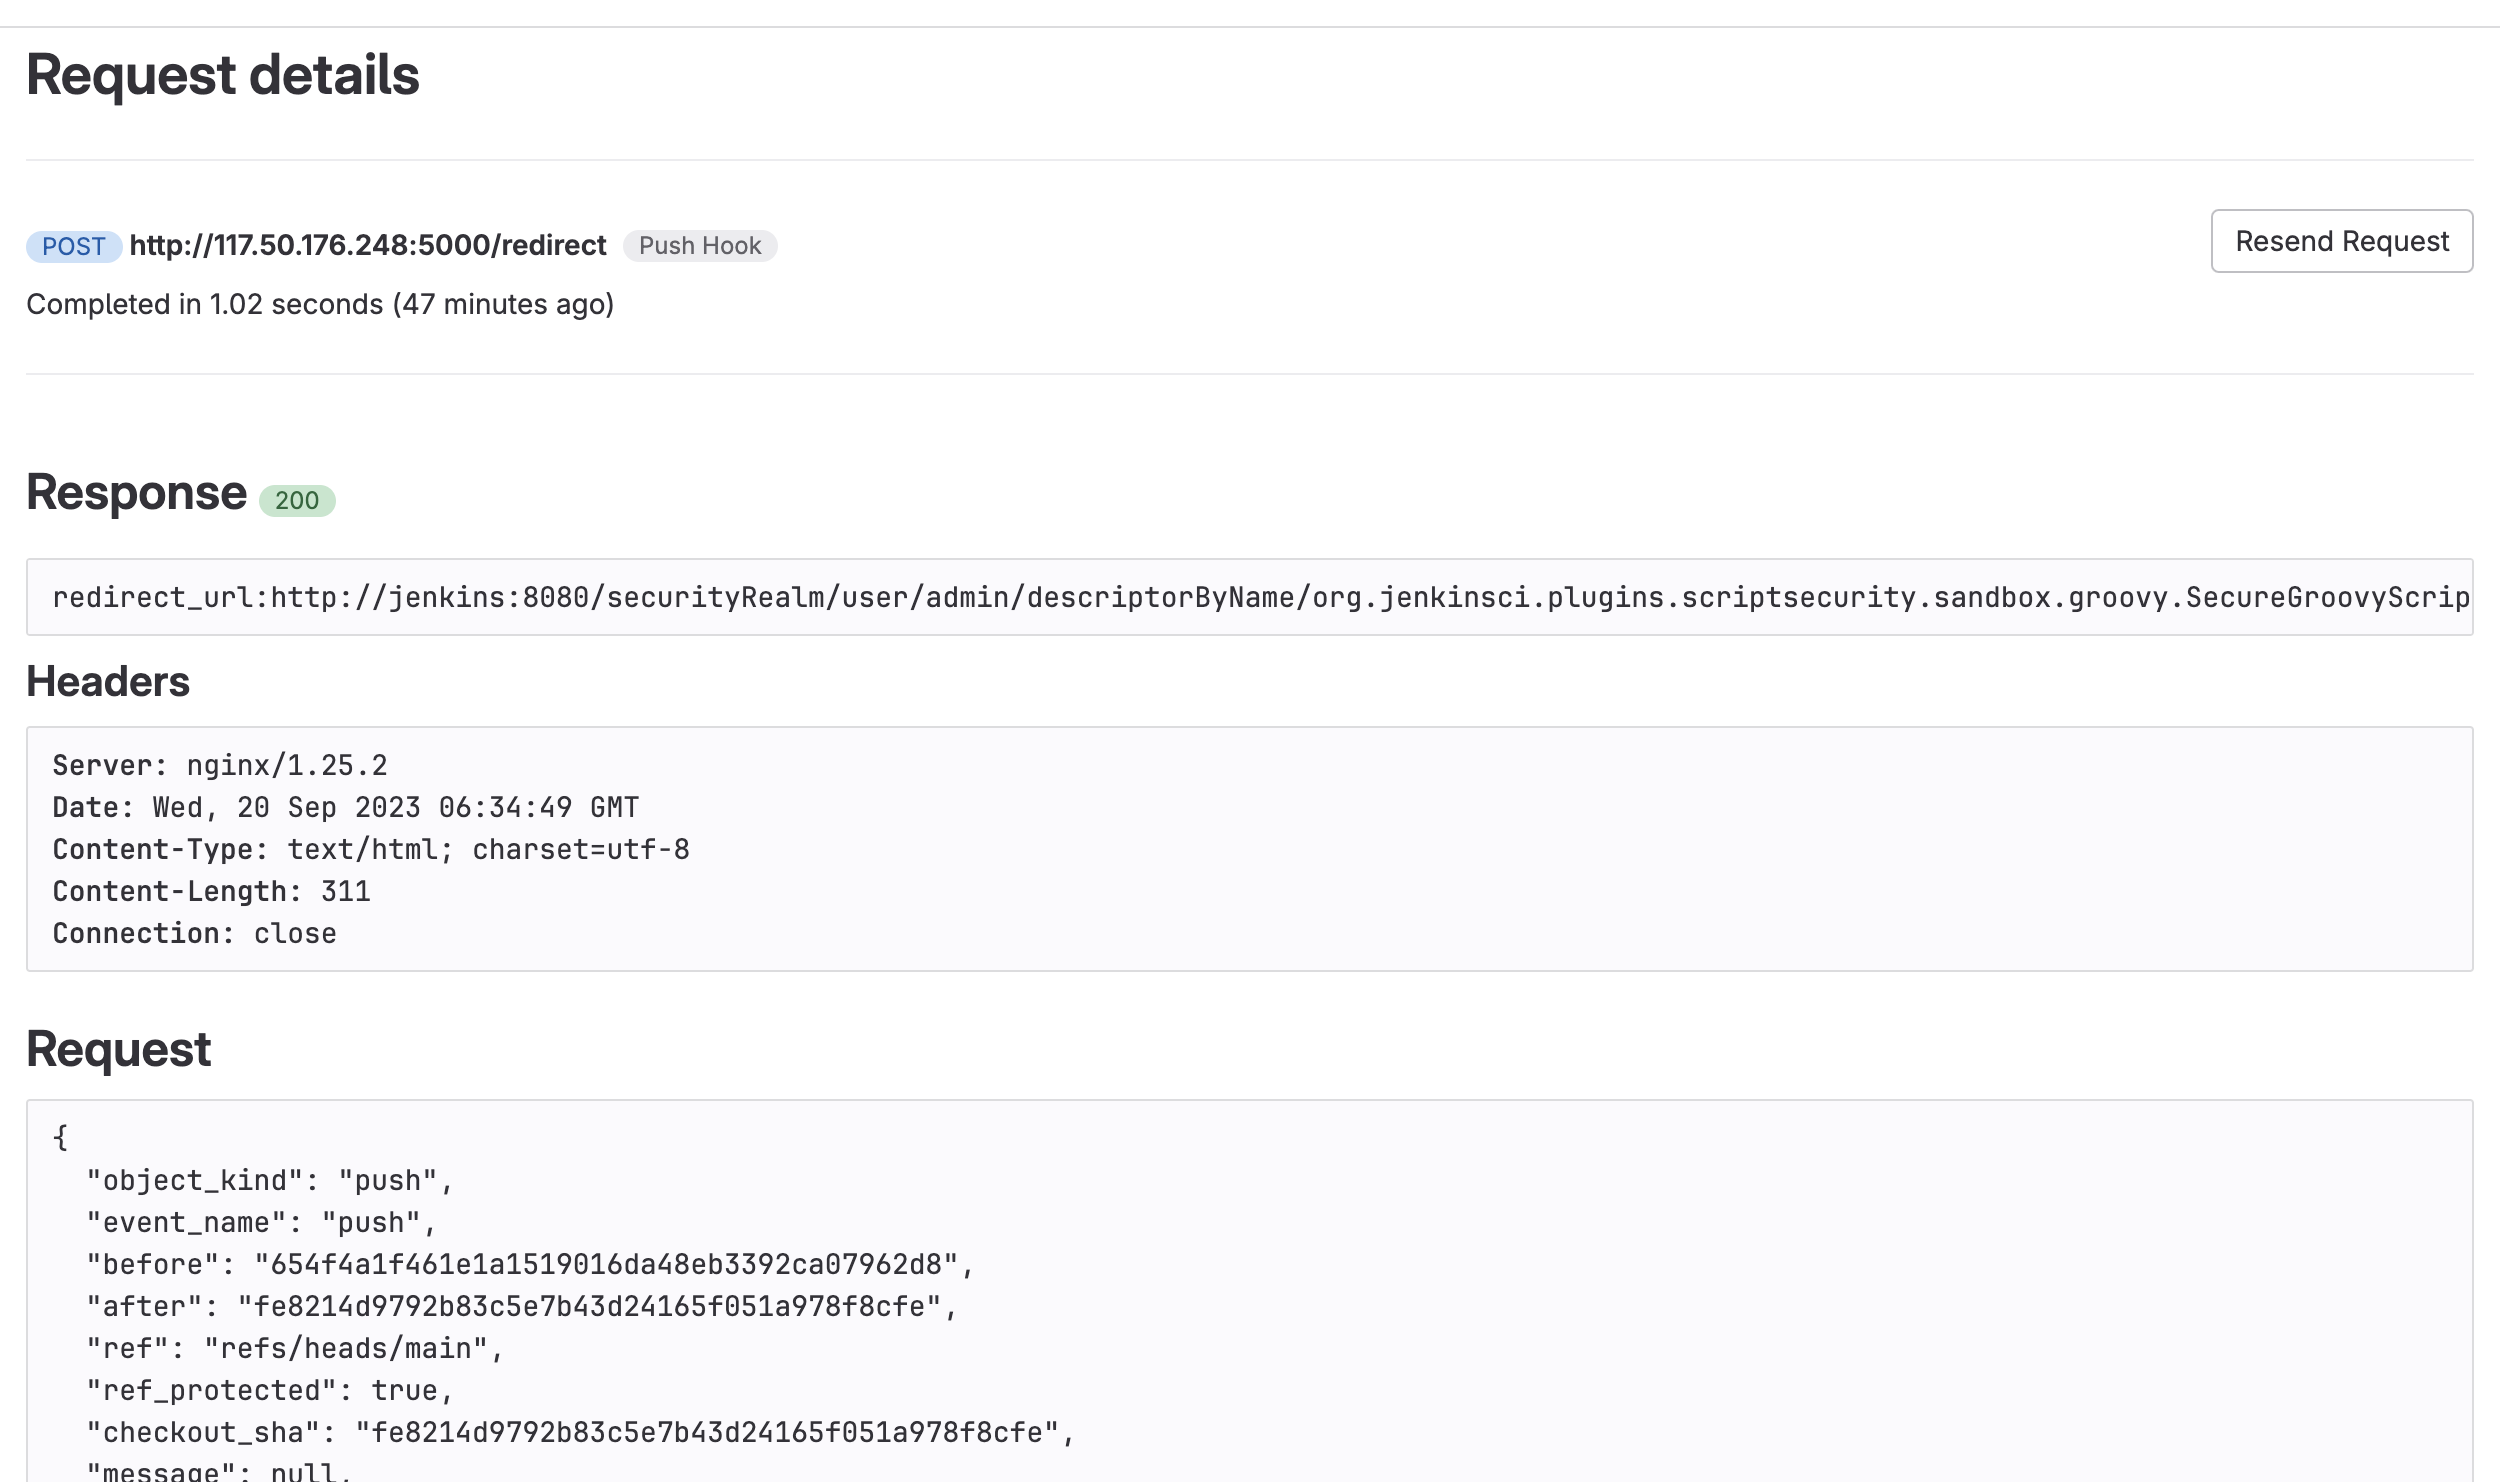 Request details
POST http://117.50.176.248:5000/redirect Push Hook
Resend Request
Completed in 1.02 seconds (47 minutes ago)
Response 200
redirect_url:http://jenkins:8080/securityRealm/user/admin/descriptorByName/org.jenkinsci.plugins.scriptsecurity.sandbox.groovy.SecureGroovyScrip
Headers
Server: nginx/1.25.2
Date: Wed, 20 Sep 2023 06:34:49 GMT
Content-Type: text/html; charset=utf-8
Content-Length: 311
Connection: close
Request
{
"object_kind": "push",
"event_name": "push",
"before": "654f4a1f461e1a1519016da48eb3392ca07962d8",
"after": "fe8214d9792b83c5e7b43d24165f051a978f8cfe",
"ref": "refs/heads/main",
"ref_protected": true,
"checkout_sha": "fe8214d9792b83c5e7b43d24165f051a978f8cfe",
"message": null,